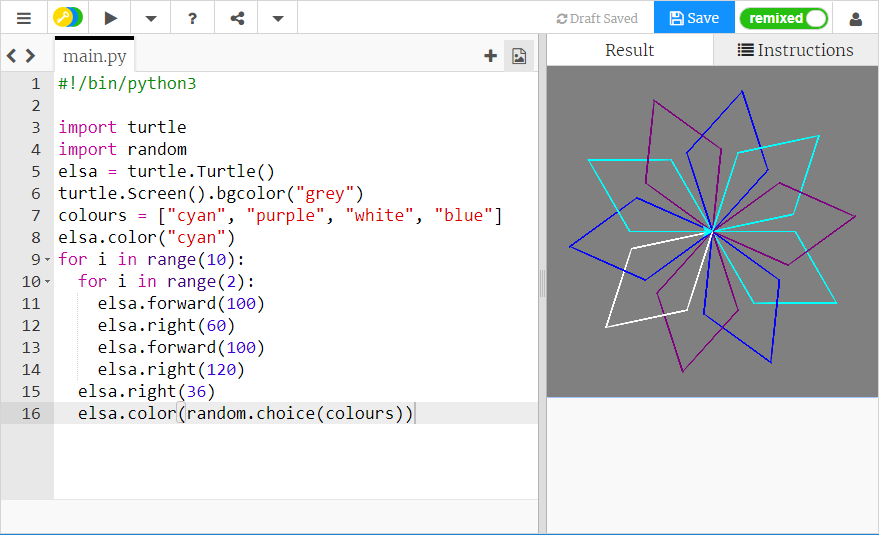 ?
Draft Saved
Save
remixed
main.py
+
Result
Instructions
1 #!/bin/python3
2
3 import turtle
4 import random
5 elsa = turtle.Turtle()
6 turtle.Screen().bgcolor("grey")
7 colours = ["cyan", "purple", "white", "blue"]
8 elsa.color("cyan")
9 for i in range(10):
10   for i in range(2):
11     elsa.forward(100)
12     elsa.right(60)
13     elsa.forward(100)
14     elsa.right(120)
15   elsa.right(36)
16   elsa.color(random.choice(colours))